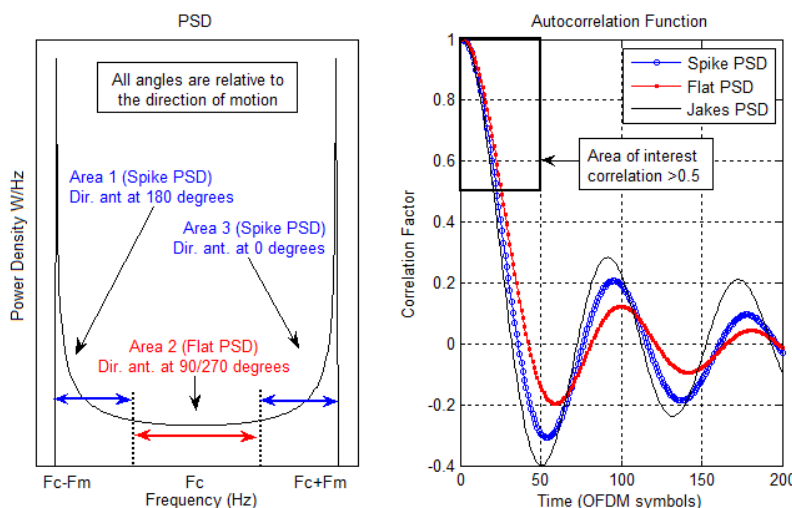 PSD
All angles are relative to
the direction of motion
Area 1 (Spike PSD)
Dir. ant at 180 degrees
Area 3 (Spike PSD)
Dir. ant. at 0 degrees
Area 2 (Flat PSD)
Dir. ant. at 90/270 degrees
Power Density W/Hz
Fc-Fm
Fc
Fc+Fm
Frequency (Hz)
Autocorrelation Function
Spike PSD
Flat PSD
Jakes PSD
Area of interest
correlation >0.5
Correlation Factor
1
0.8
0.6
0.4
0.2
0
-0.2
-0.4
0
50
100
150
200
Time (OFDM symbols)